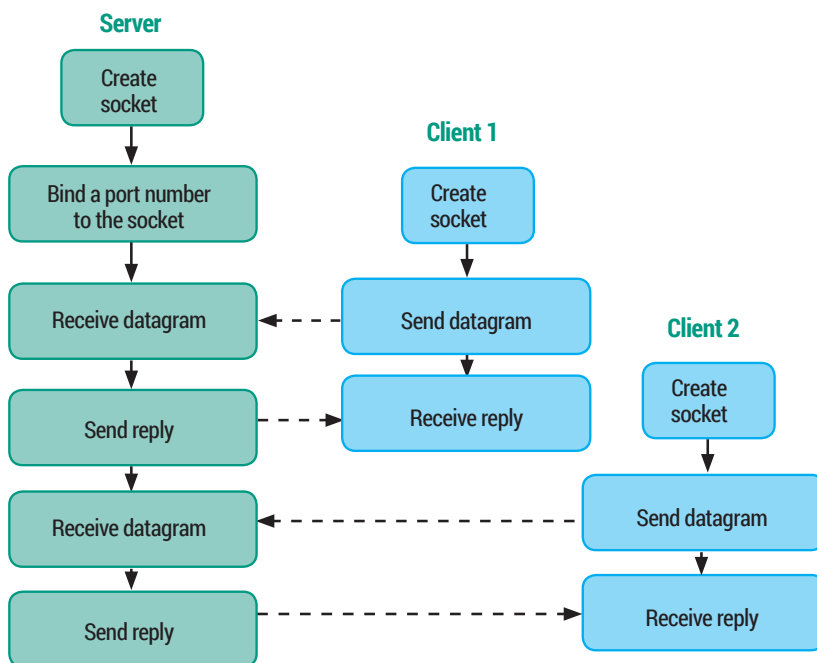 Server
Create
socket
Bind a port number
to the socket
Receive datagram
Send reply
Receive datagram
Send reply
Client 1
Create
socket
Send datagram
Receive reply
Client 2
Create
socket
Send datagram
Receive reply